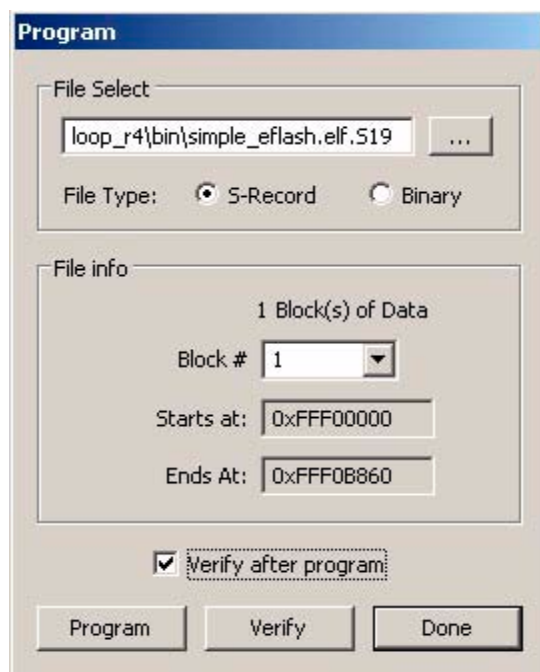 Program
File Select
loop_r4\bin\simple_eflash.elf.S19 ...
File Type: S-Record Binary
File info
1 Block(s) of Data
Block # 1
Starts at: 0xFFF00000
Ends At: 0xFFF0B860
Verify after program
Program Verify Done